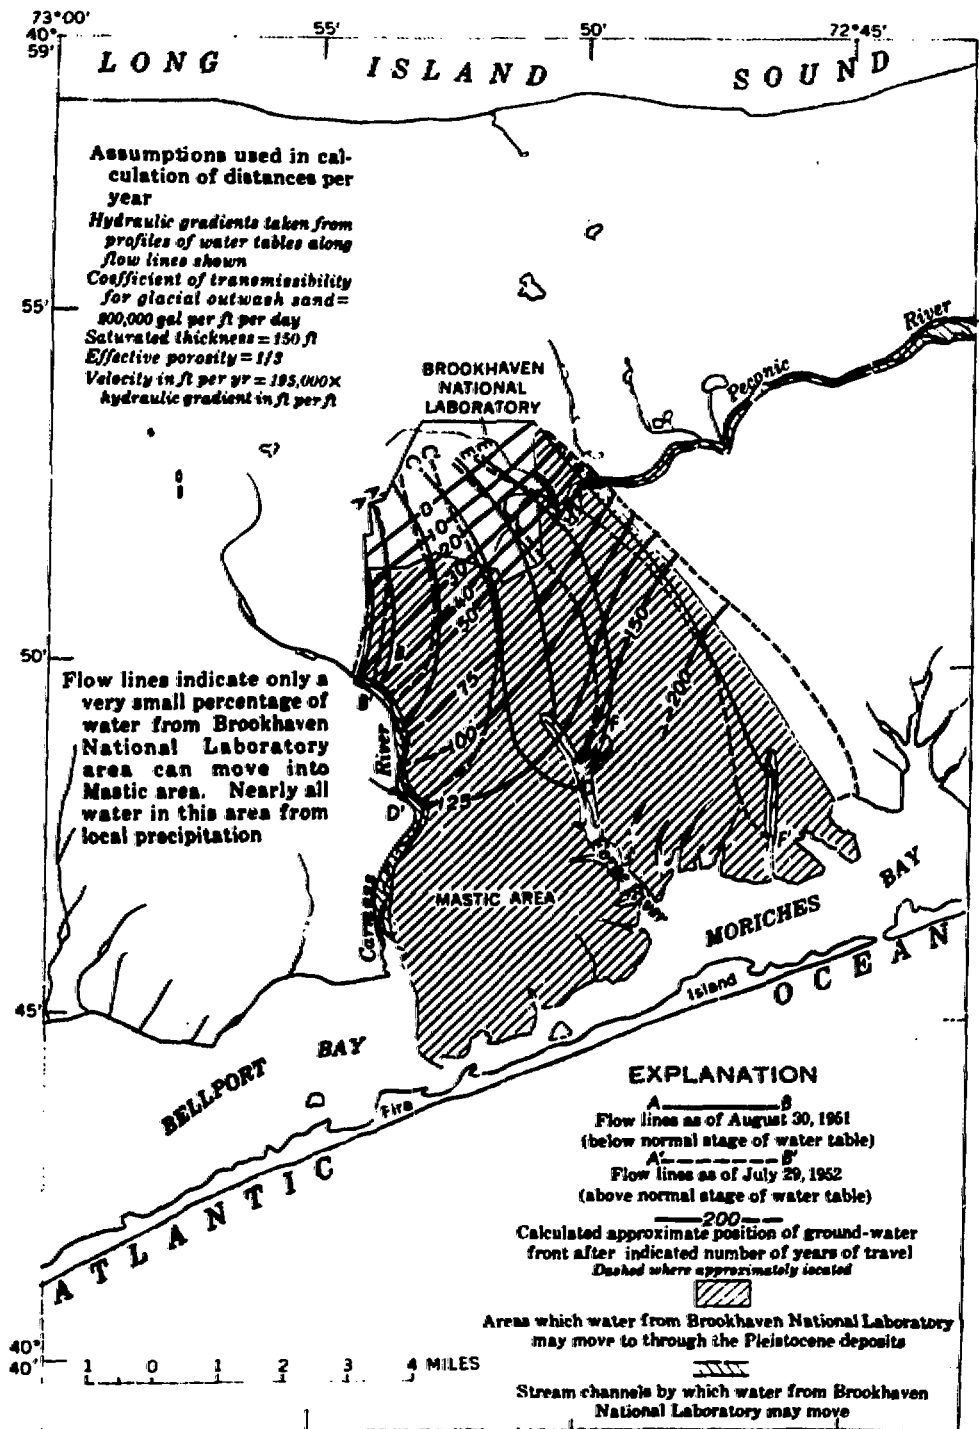 73°00'
55'
50'
72°45'
40°
59'
LONG ISLAND SOUND
Assumptions used in cal-
culation of distances per
year
Hydraulic gradients taken from
profiles of water tables along
flow lines shown
Coefficient of transmissibility
for glacial outwash sand=
200,000 gal per ft per day
Saturated thickness = 150 ft
Effective porosity = 1/3
Velocity in ft per yr = 195,000×
hydraulic gradient in ft per ft
55'
River
Peconic
BROOKHAVEN
NATIONAL
LABORATORY
0
10
20
30
40
50
75
100
125
150
200
50'
Flow lines indicate only a
very small percentage of
water from Brookhaven
National Laboratory
area can move into
Mastic area. Nearly all
water in this area from
local precipitation
River
D'
F
F'
Carmans
MASTIC AREA
MORICHES BAY
45'
BELLPORT BAY
Fire Island
ATLANTIC OCEAN
EXPLANATION
A B
Flow lines as of August 30, 1951
(below normal stage of water table)
A' B'
Flow lines as of July 29, 1952
(above normal stage of water table)
200
Calculated approximate position of ground-water
front after indicated number of years of travel
Dashed where approximately located
Areas which water from Brookhaven National Laboratory
may move to through the Pleistocene deposits
Stream channels by which water from Brookhaven
National Laboratory may move
40°
40'
1 0 1 2 3 4 MILES